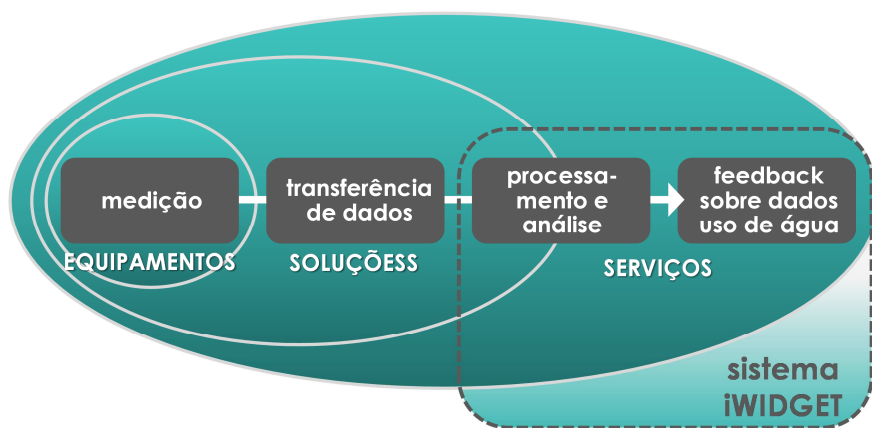 medição
transferência
de dados
processa-
mento e
análise
feedback
sobre dados
uso de água
EQUIPAMENTOS
SOLUÇÕESS
SERVIÇOS
sistema
iWIDGET